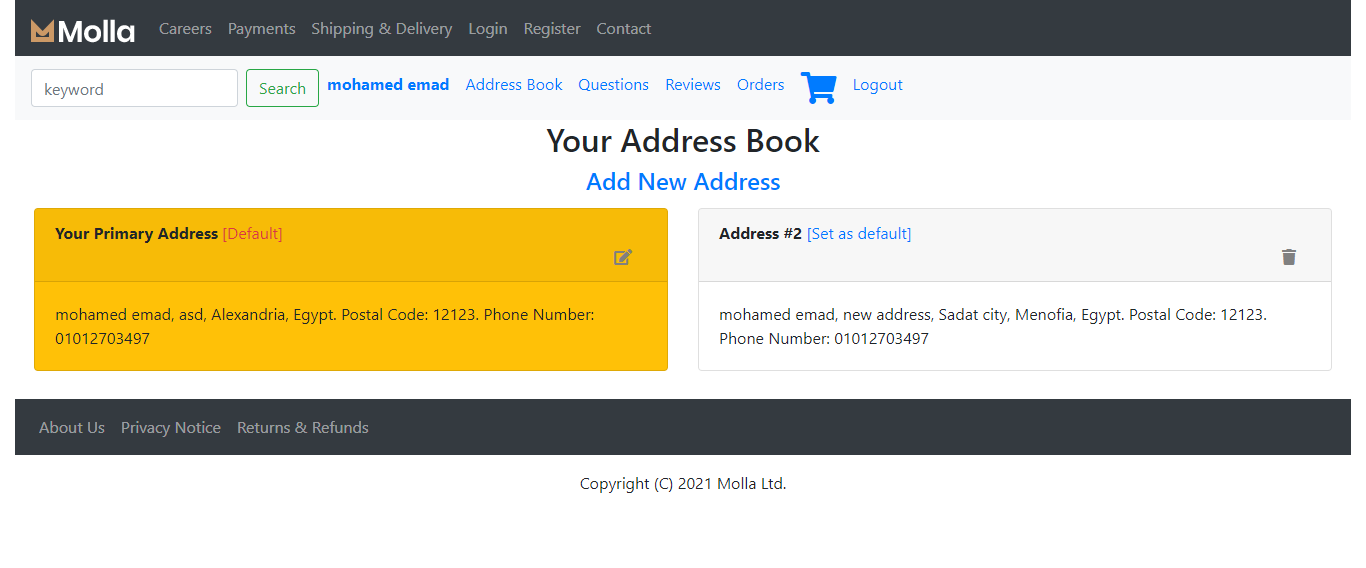 Molla Careers Payments Shipping & Delivery Login Register Contact
keyword Search mohamed emad Address Book Questions Reviews Orders Logout
Your Address Book
Add New Address
Your Primary Address [Default]
mohamed emad, asd, Alexandria, Egypt. Postal Code: 12123. Phone Number:
01012703497
Address #2 [Set as default]
mohamed emad, new address, Sadat city, Menofia, Egypt. Postal Code: 12123.
Phone Number: 01012703497
About Us Privacy Notice Returns & Refunds
Copyright (C) 2021 Molla Ltd.